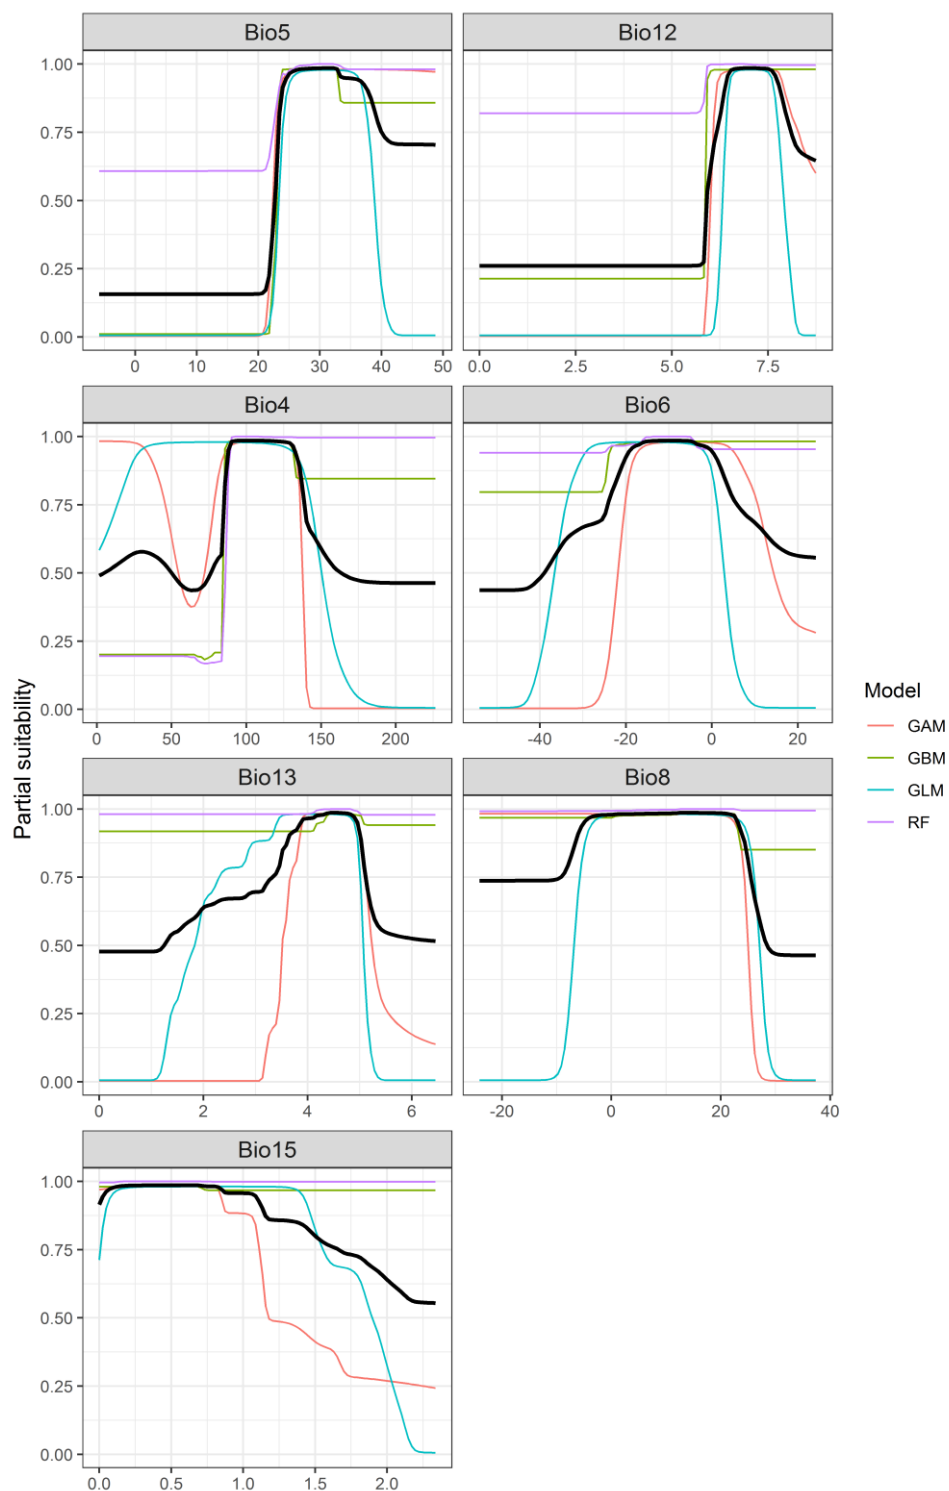 Bio5
Bio12
1.00
0.75
0.50
0.25
0.00
0 10 20 30 40 50
0.0 2.5 5.0 7.5
Bio4
Bio6
1.00
0.75
0.50
0.25
0.00
0 50 100 150 200
-40 -20 0 20
Partial suitability
Bio13
Bio8
1.00
0.75
0.50
0.25
0.00
0 2 4 6
-20 0 20 40
Bio15
1.00
0.75
0.50
0.25
0.00
0.0 0.5 1.0 1.5 2.0
Model
GAM
GBM
GLM
RF